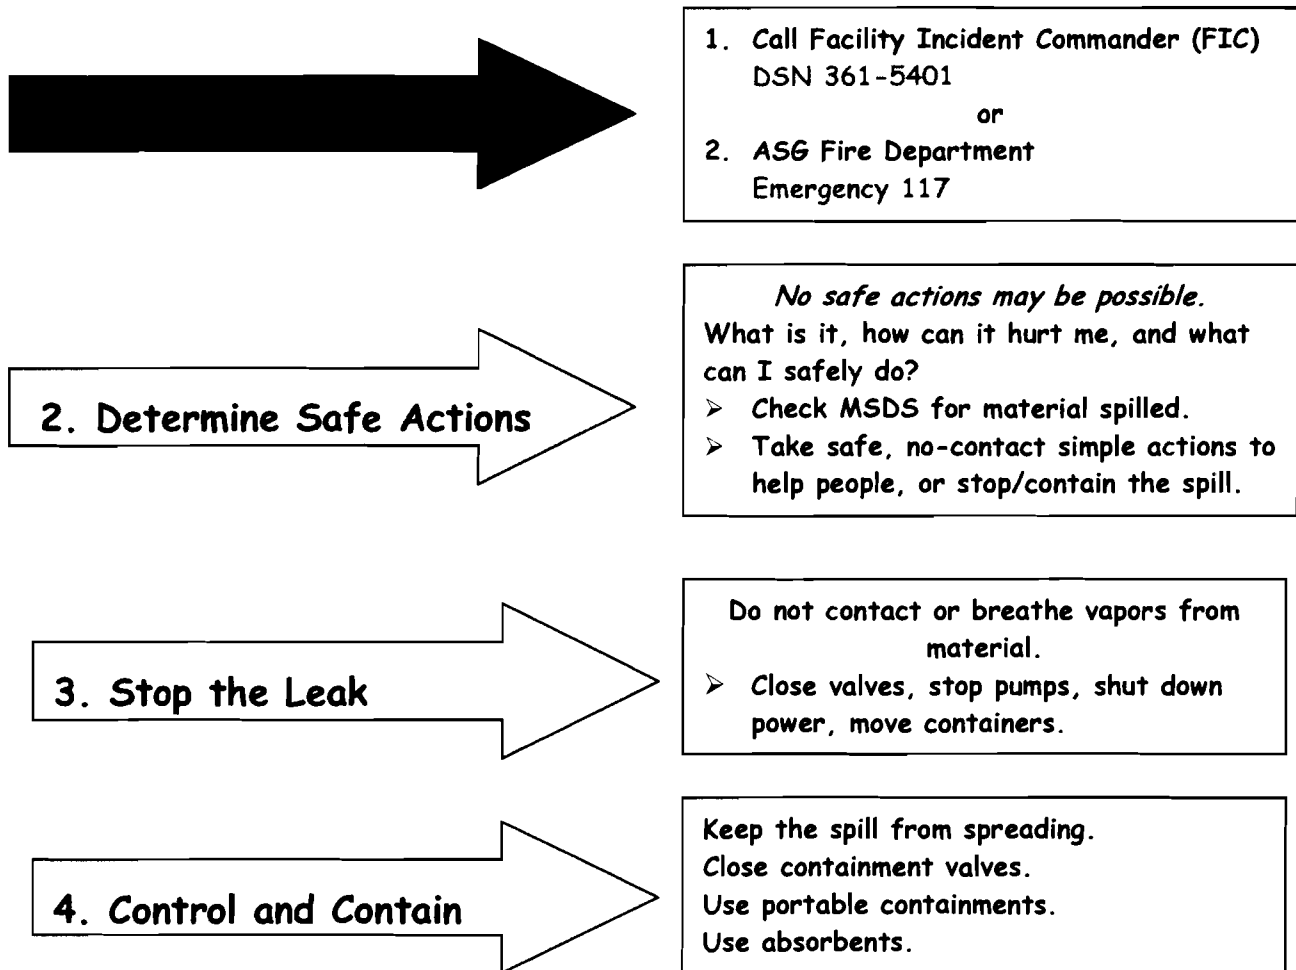 1. Call Facility Incident Commander (FIC)
DSN 361-5401
or
2. ASG Fire Department
Emergency 117
2. Determine Safe Actions
No safe actions may be possible.
What is it, how can it hurt me, and what
can I safely do?
➢ Check MSDS for material spilled.
➢ Take safe, no-contact simple actions to
help people, or stop/contain the spill.
3. Stop the Leak
Do not contact or breathe vapors from
material.
➢ Close valves, stop pumps, shut down
power, move containers.
4. Control and Contain
Keep the spill from spreading.
Close containment valves.
Use portable containments.
Use absorbents.